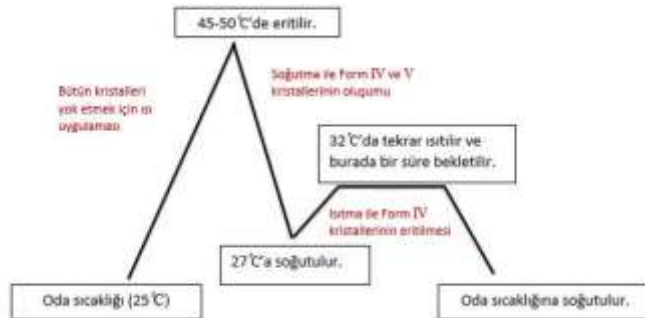 45-50℃'de eritilir.
Bütün kristalleri
yok etmek için ısı
uygulaması
Soğutma ile Form IV ve V
kristallerinin oluşumu
32℃'da tekrar ısıtılır ve
burada bir süre bekletilir.
Isıtma ile Form IV
kristallerinin eritilmesi
27℃'a soğutulur.
Oda sıcaklığı (25℃)
Oda sıcaklığına soğutulur.